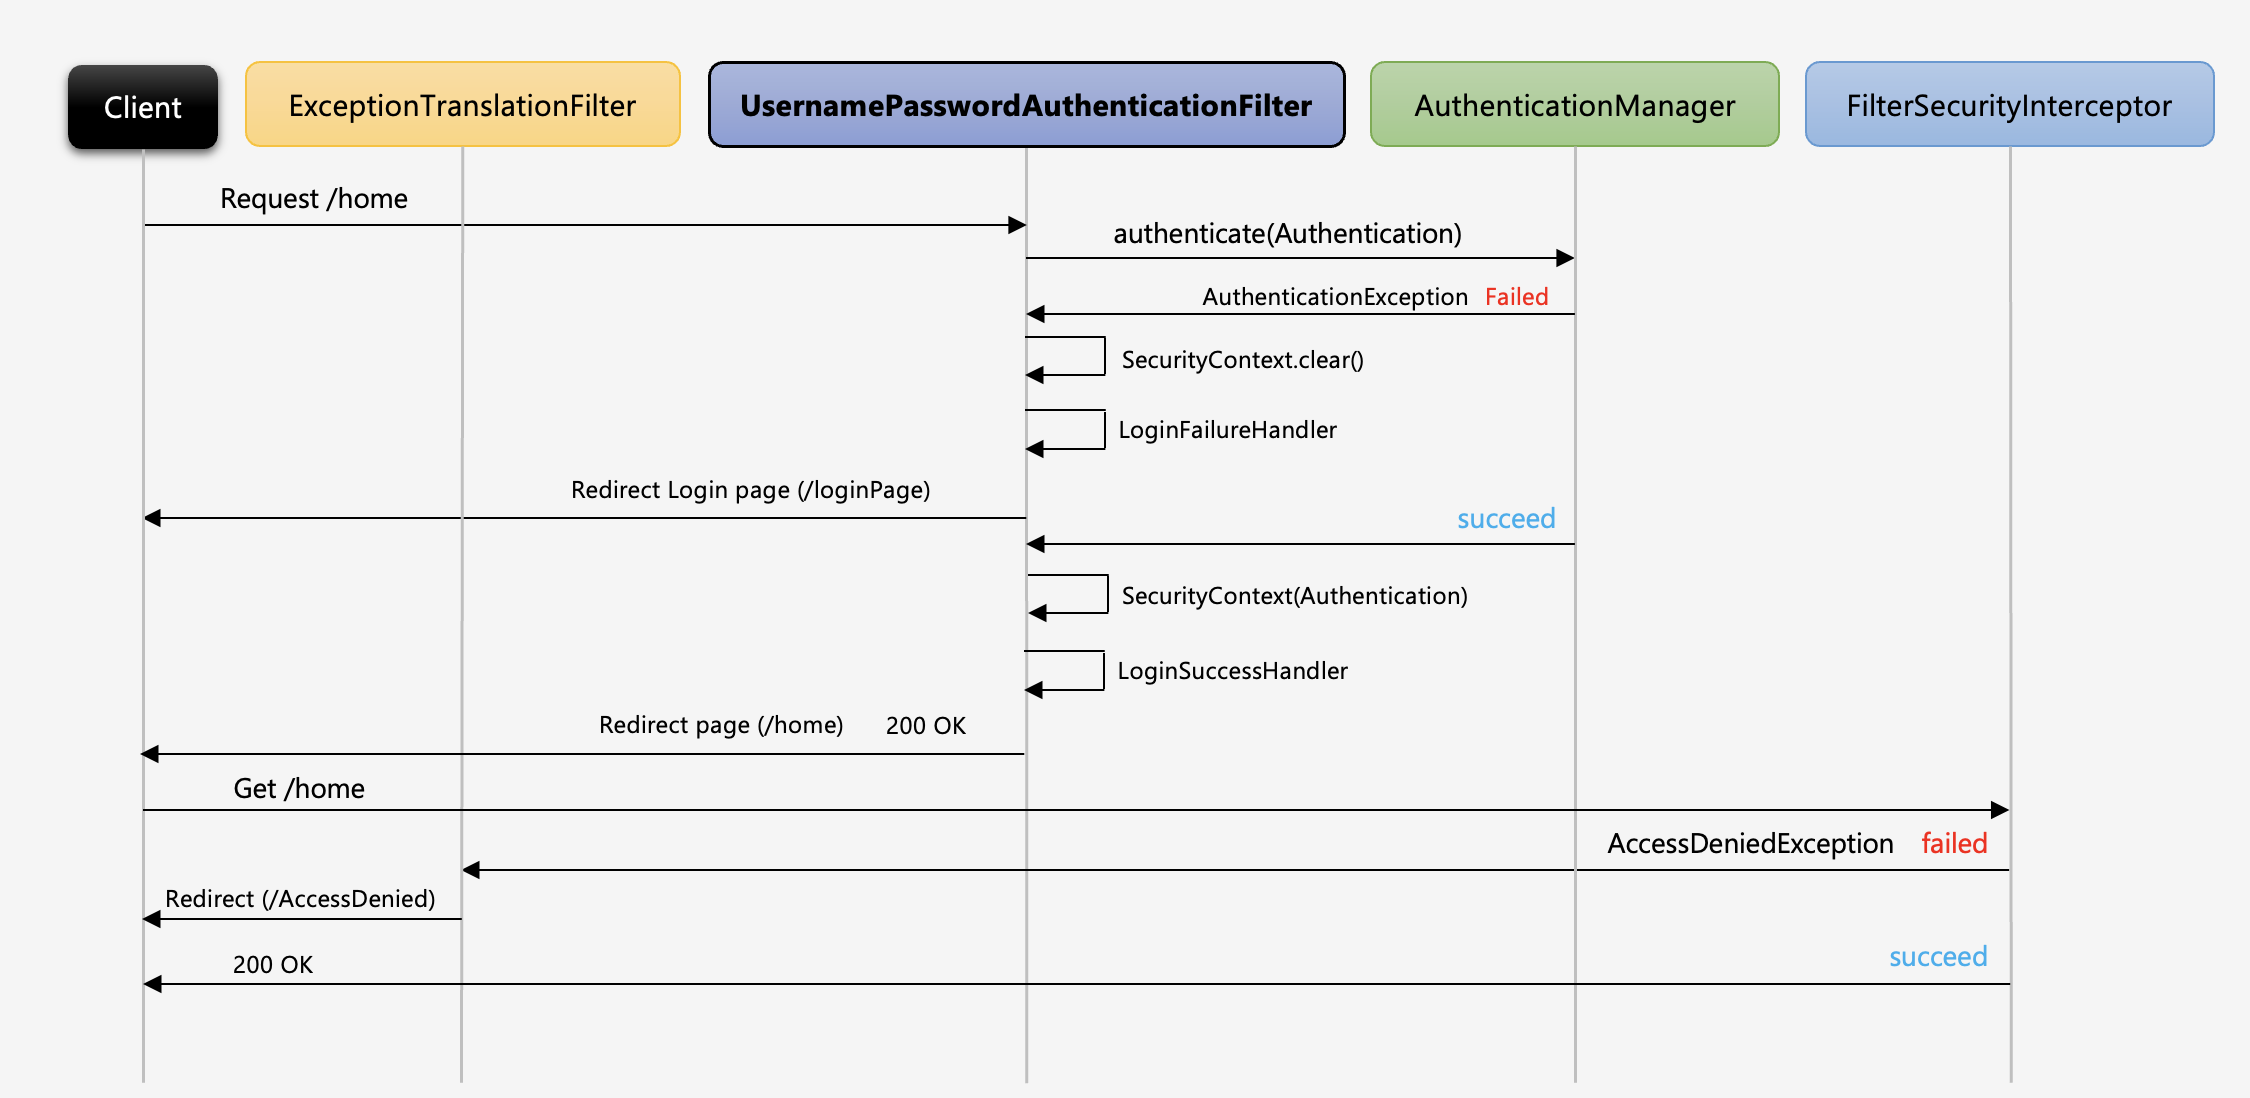 Client
ExceptionTranslationFilter
UsernamePasswordAuthenticationFilter
AuthenticationManager
FilterSecurityInterceptor
Request /home
authenticate(Authentication)
AuthenticationException Failed
SecurityContext.clear()
LoginFailureHandler
Redirect Login page (/loginPage)
succeed
SecurityContext(Authentication)
LoginSuccessHandler
Redirect page (/home) 200 OK
Get /home
AccessDeniedException failed
Redirect (/AccessDenied)
succeed
200 OK